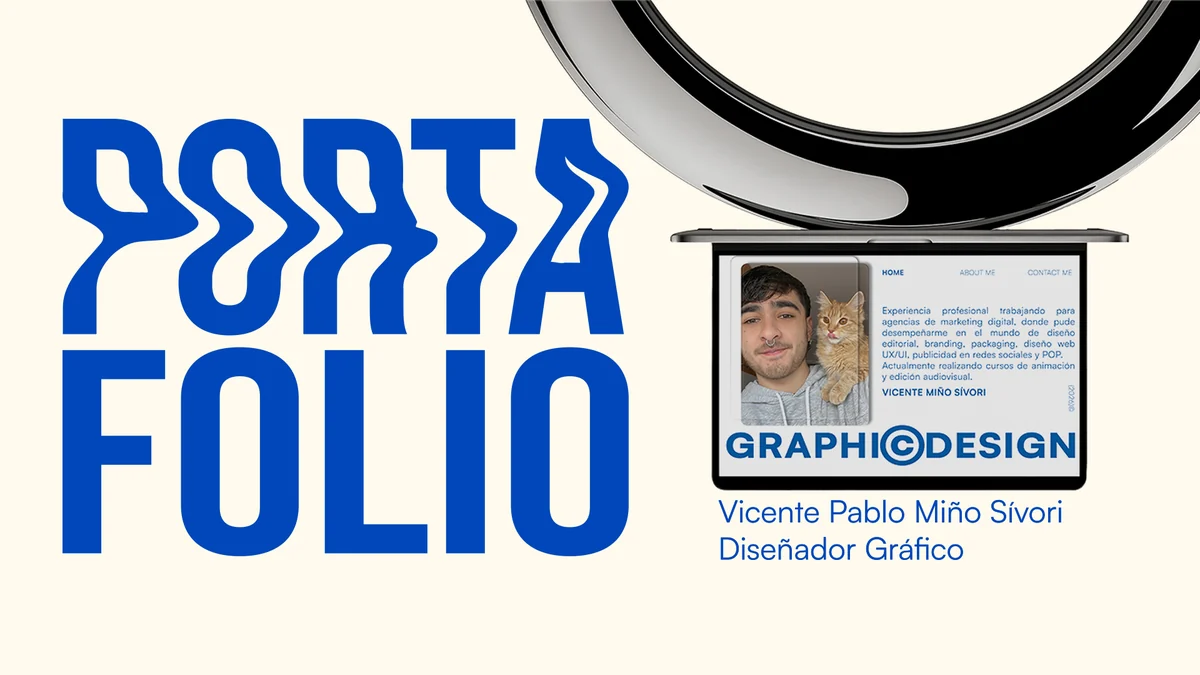 PORTA
FOLIO
HOME ABOUT ME CONTACT ME
Experiencia profesional trabajando para
agencias de marketing digital, donde pude
desempeñarme en el mundo de diseño
editorial, branding, packaging, diseño web
UX/UI, publicidad en redes sociales y POP.
Actualmente realizando cursos de animación
y edición audiovisual.
VICENTE MIÑO SÍVORI
GRAPHI©DESIGN
Vicente Pablo Miño Sívori
Diseñador Gráfico